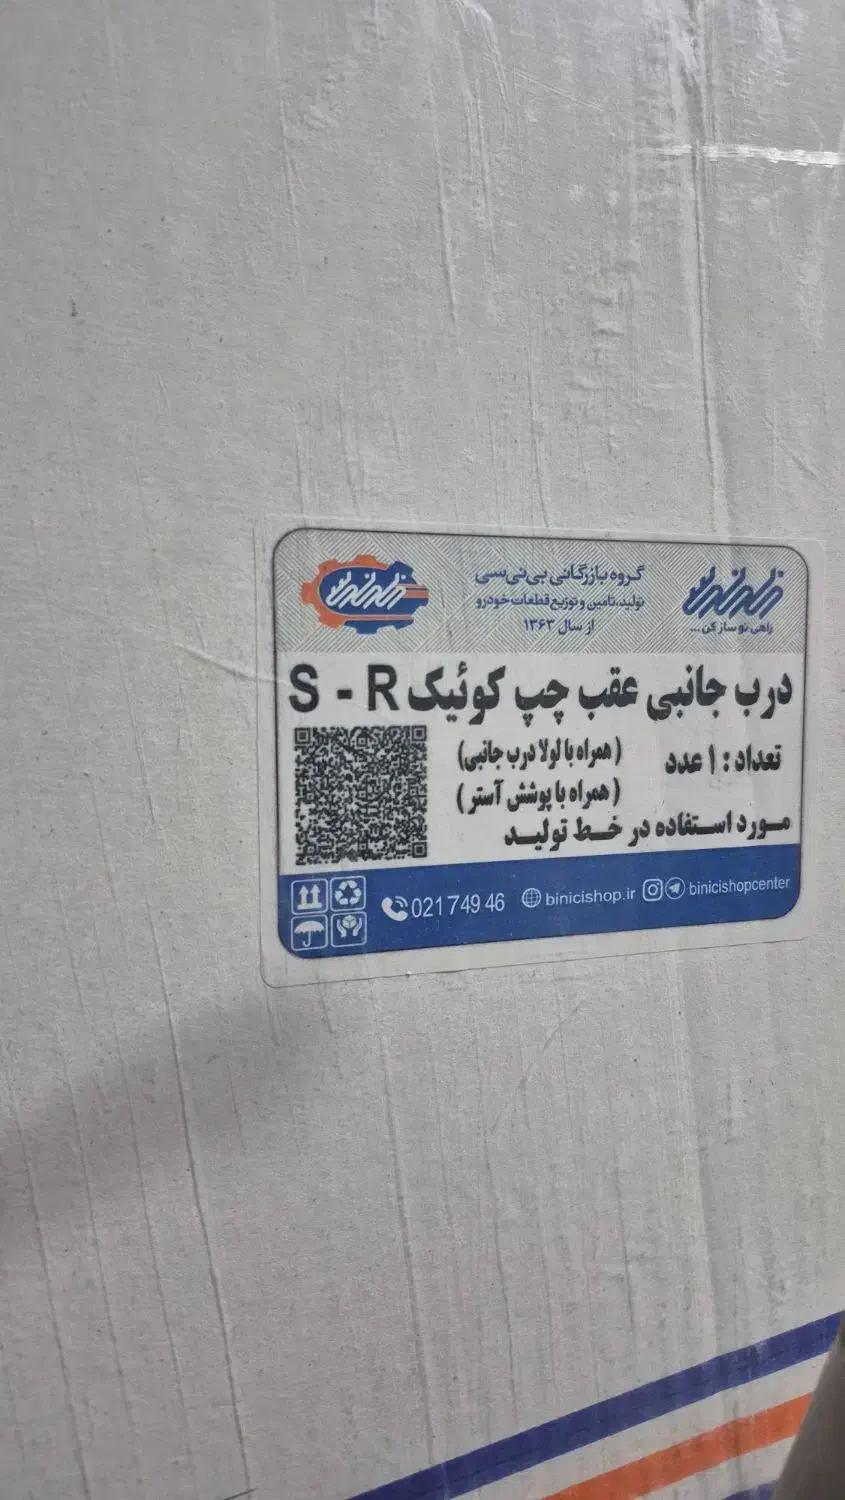 گروه بازرگانی بی‌نی‌سی
تولید، تامین و توزیع قطعات خودرو
از سال ۱۳۶۳
راهی نو ساز کن ...
درب جانبی عقب چپ کوئیک S - R
تعداد : ۱ عدد
(همراه با لولا درب جانبی)
(همراه با پوشش آستر)
مورد استفاده در خط تولید
021 749 46
binicishop.ir
binicishopcenter